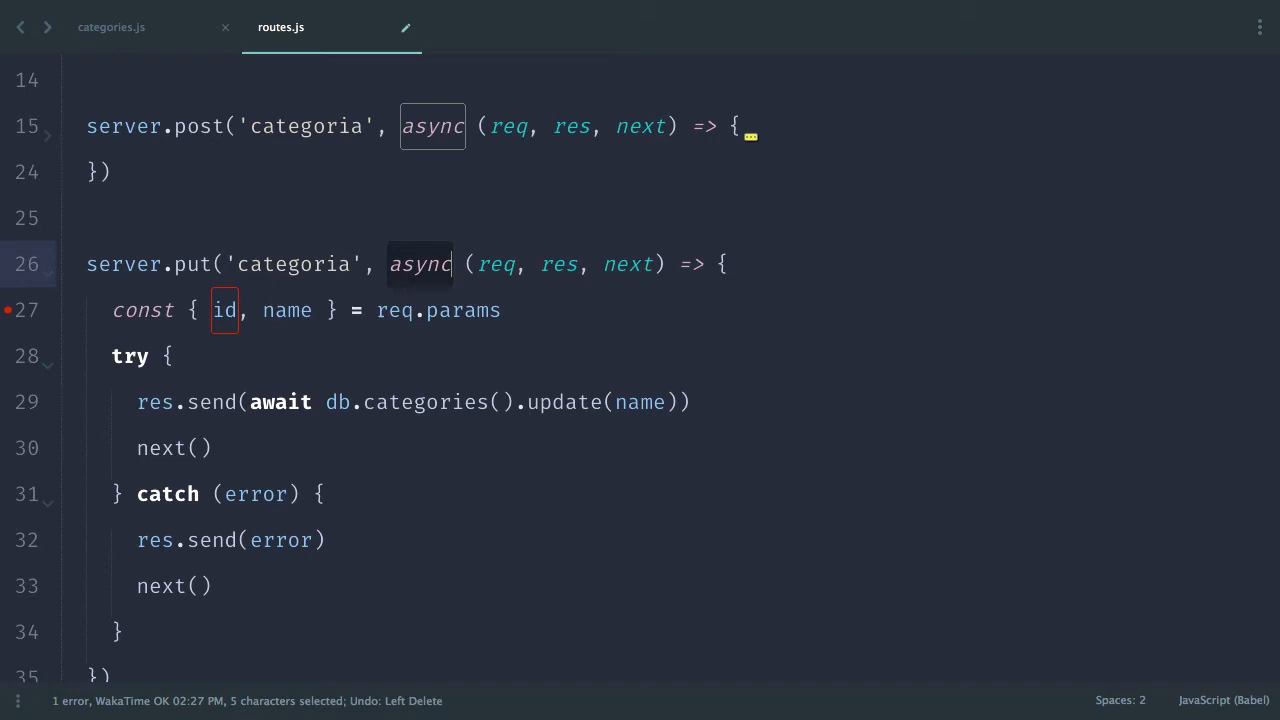 categories.js
routes.js
14
15 server.post('categoria', async (req, res, next) => {
24 })
25
26 server.put('categoria', async (req, res, next) => {
27 const { id, name } = req.params
28 try {
29 res.send(await db.categories().update(name))
30 next()
31 } catch (error) {
32 res.send(error)
33 next()
34 }
35 })
1 error, WakaTime OK 02:27 PM, 5 characters selected; Undo: Left Delete
Spaces: 2
JavaScript (Babel)